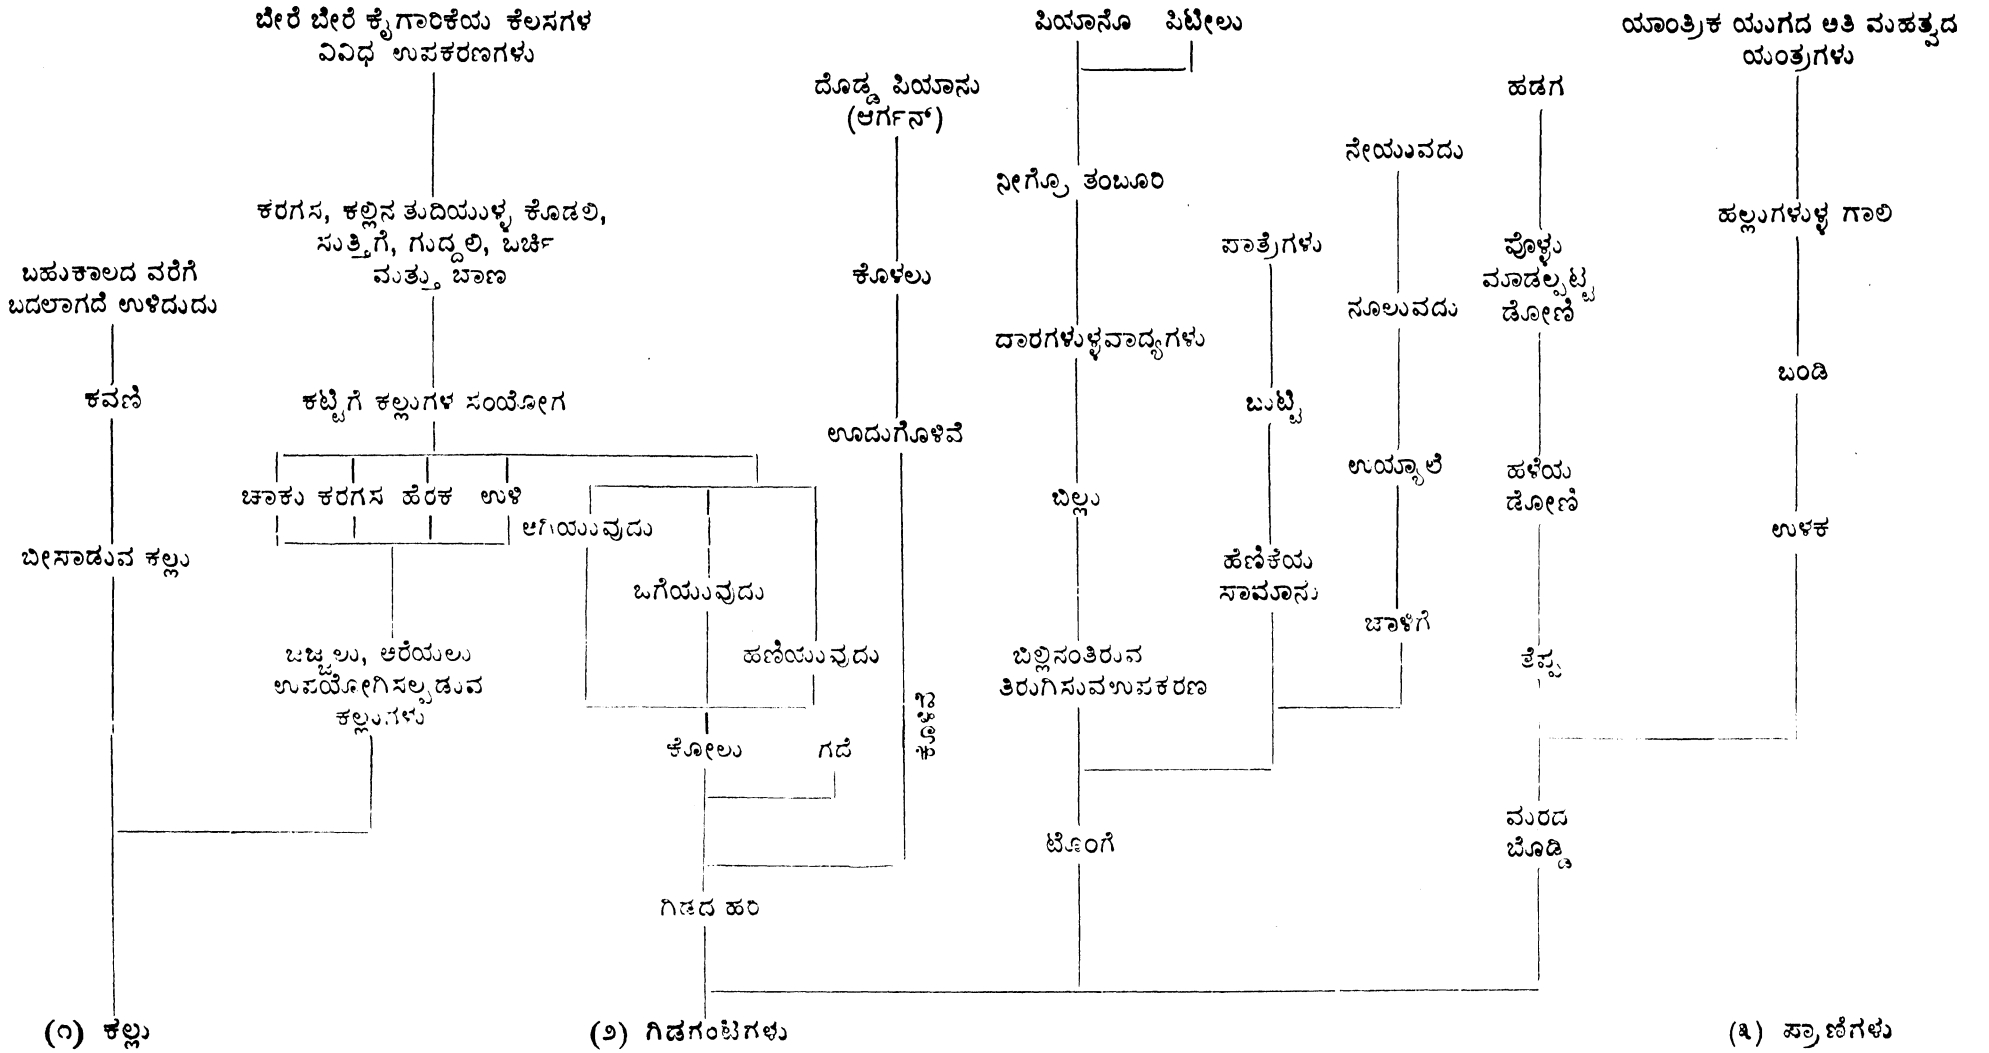 ಬೇರೆ ಬೇರೆ ಕೈಗಾರಿಕೆಯ ಕೆಲಸಗಳ
ವಿವಿಧ ಉಪಕರಣಗಳು
ಪಿಯಾನೊ ಪಿಟೀಲು
ಯಾಂತ್ರಿಕ ಯುಗದ ಅತಿ ಮಹತ್ವದ
ಯಂತ್ರಗಳು
ದೊಡ್ಡ ಪಿಯಾನು
(ಆರ್ಗನ್)
ಹಡಗ
ನೇಯುವದು
ನೀಗ್ರೊ ತಂಬೂರಿ
ಕರಗಸ, ಕಲ್ಲಿನ ತುದಿಯುಳ್ಳ ಕೊಡಲಿ,
ಸುತ್ತಿಗೆ, ಗುದ್ದಲಿ, ಬರ್ಚಿ
ಮತ್ತು ಬಾಣ
ಹಲ್ಲುಗಳುಳ್ಳ ಗಾಲಿ
ಪಾತ್ರೆಗಳು
ಪೊಳ್ಳು
ಮಾಡಲ್ಪಟ್ಟ
ಡೋಣಿ
ಬಹುಕಾಲದ ವರೆಗೆ
ಬದಲಾಗದೆ ಉಳಿದುದು
ಕೊಳಲು
ನೂಲುವದು
ದಾರಗಳುಳ್ಳವಾದ್ಯಗಳು
ಬಂಡಿ
ಕವಣಿ
ಕಟ್ಟಿಗೆ ಕಲ್ಲುಗಳ ಸಂಯೋಗ
ಬುಟ್ಟಿ
ಊದುಗೊಳಿವೆ
ಉಯ್ಯಾಲೆ
ಹಳೆಯ
ಡೋಣಿ
ಚಾಕು ಕರಗಸ ಹೆರಕ ಉಳಿ
ಬಿಲ್ಲು
ಅಗಿಯುವುದು
ಉಳಕ
ಬೀಸಾಡುವ ಕಲ್ಲು
ಹೆಣಿಕೆಯ
ಸಾಮಾನು
ಒಗೆಯುವುದು
ಜಾಳಿಗೆ
ಜಜ್ಜಲು, ಅರೆಯಲು
ಉಪಯೋಗಿಸಲ್ಪಡುವ
ಕಲ್ಲುಗಳು
ಹಣಿಯುವುದು
ಬಿಲ್ಲಿನಂತಿರುವ
ತಿರುಗಿಸುವಉಪಕರಣ
ತೆಪ್ಪ
ಕೊಳಿವೆ
ಕೋಲು ಗದೆ
ಮರದ
ಬೊಡ್ಡಿ
ಟೊಂಗೆ
ಗಿಡದ ಹರಿ
(೧) ಕಲ್ಲು
(೨) ಗಿಡಗಂಟಿಗಳು
(೩) ಪ್ರಾಣಿಗಳು